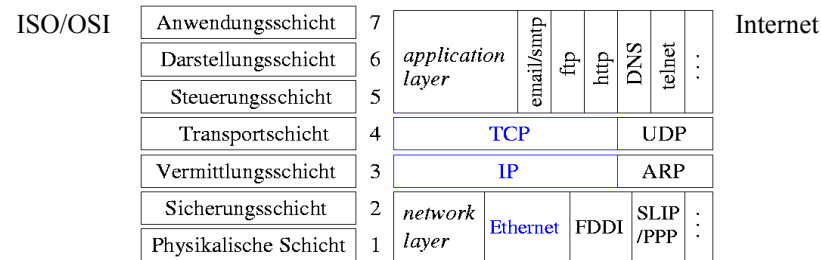 ISO/OSI
Internet
Anwendungsschicht 7
Darstellungsschicht 6
Steuerungsschicht 5
Transportschicht 4
Vermittlungsschicht 3
Sicherungsschicht 2
Physikalische Schicht 1
application
layer
email/smtp
ftp
http
DNS
telnet
...
TCP
UDP
IP
ARP
network
layer
Ethernet
FDDI
SLIP
/PPP
...